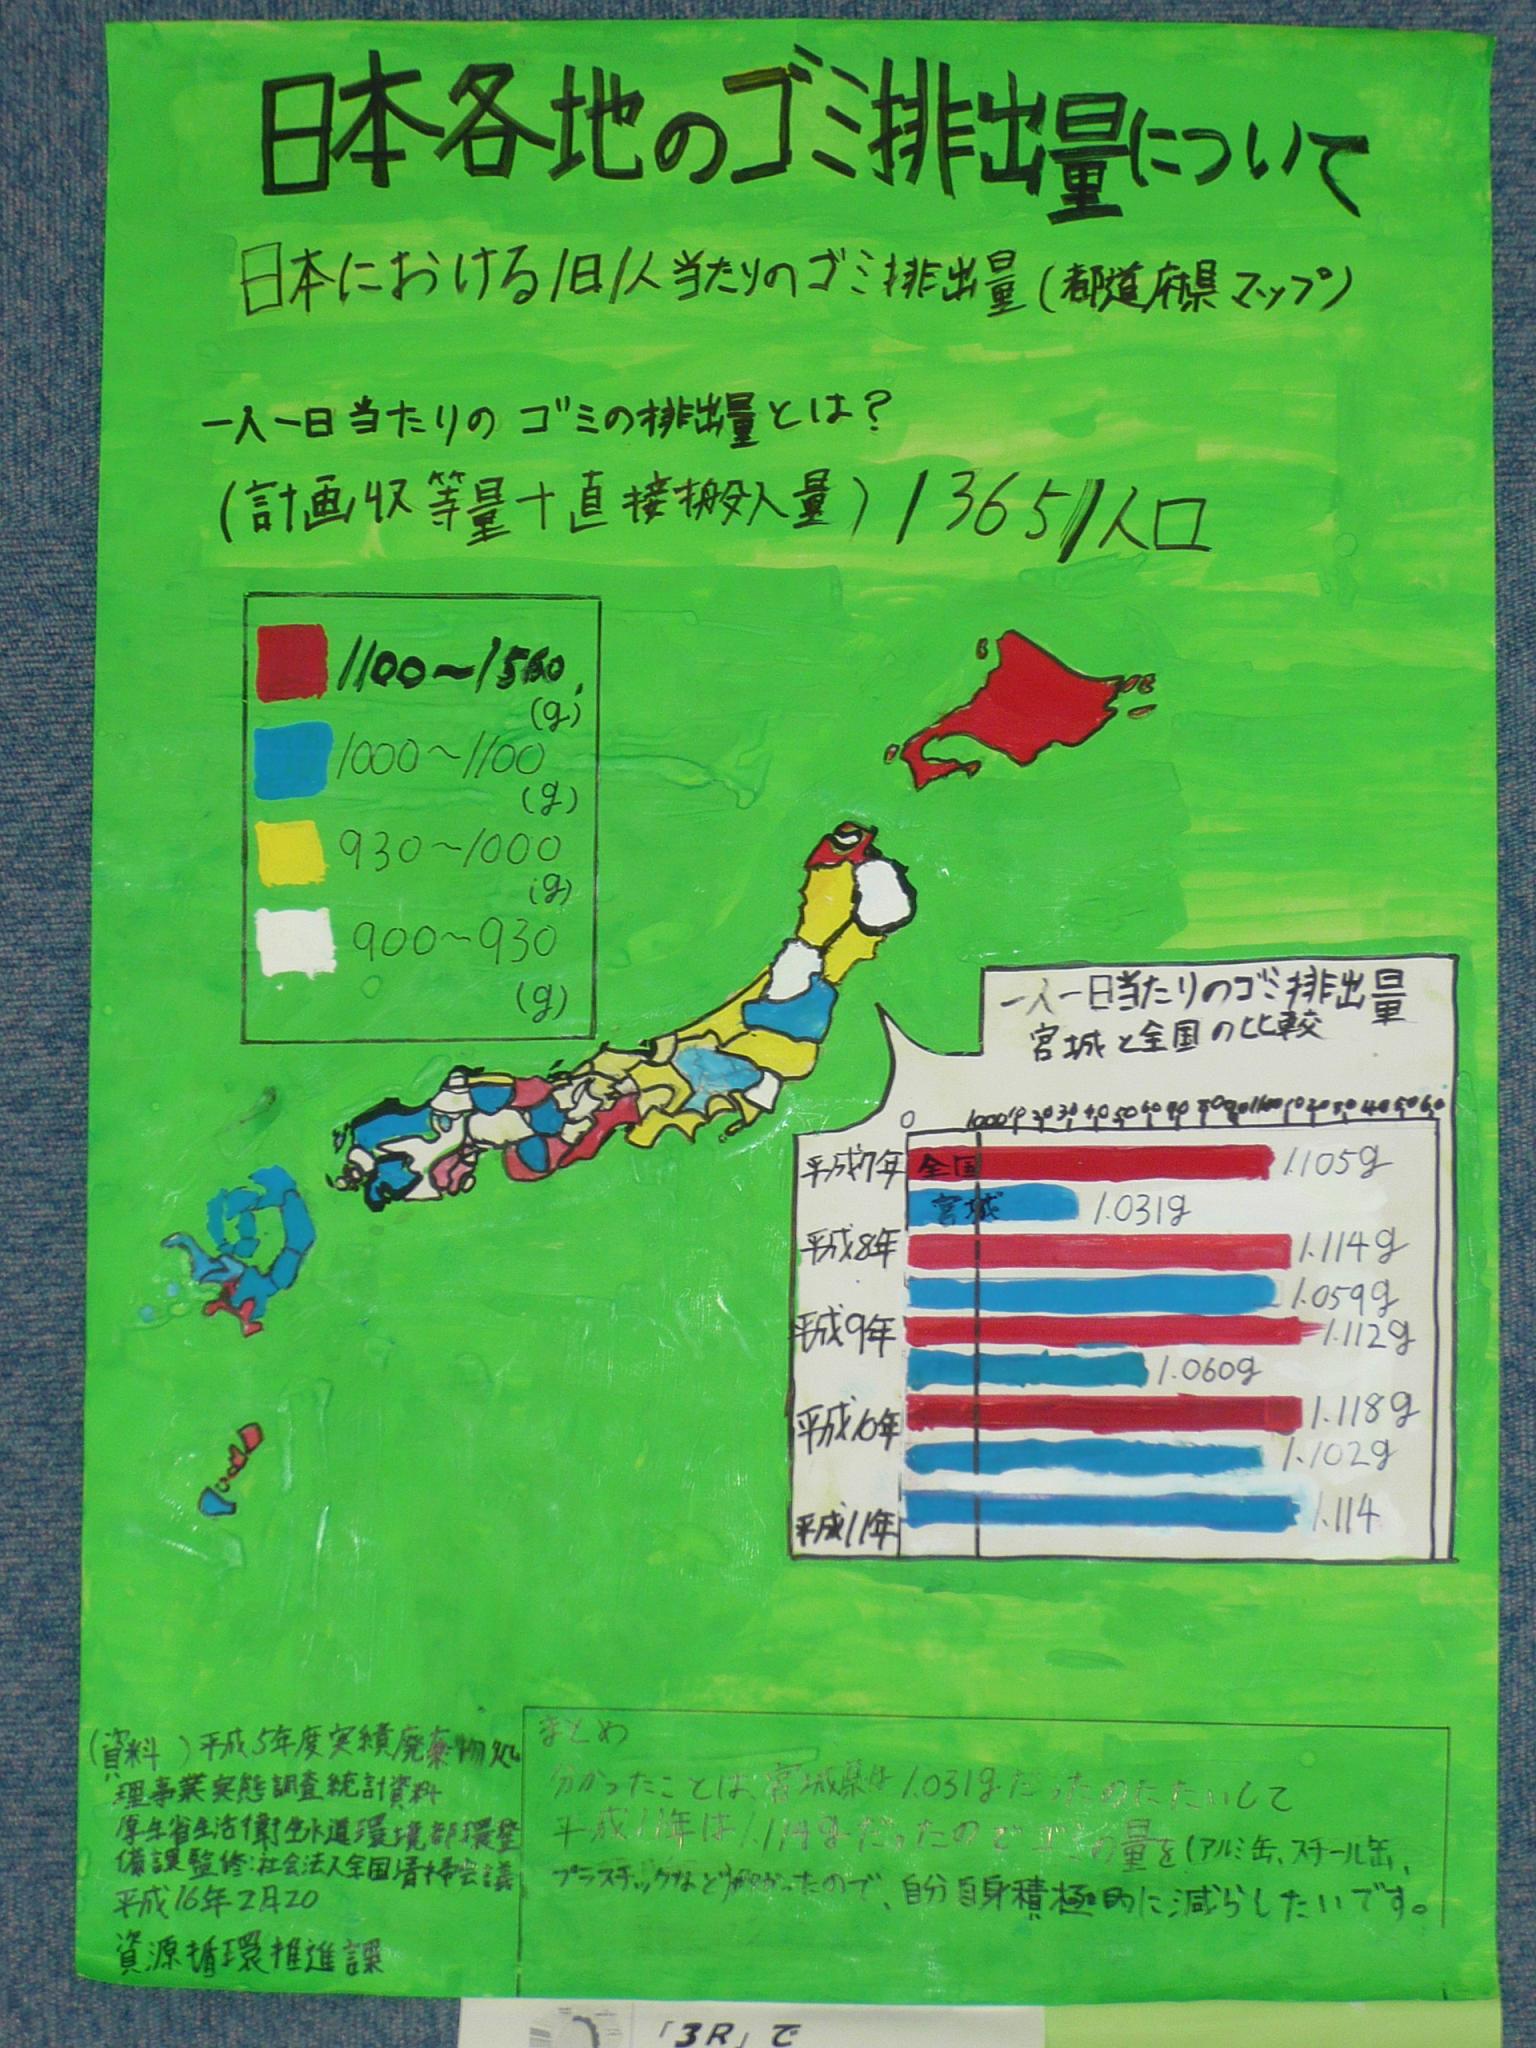 日本各地のゴミ排出量について
日本における1日1人当たりのゴミ排出量(都道府県マップ)
一人一日当たりのゴミの排出量とは?
(計画収等量+直接搬入量)/365/人口
1100~1500
(g)
1000~1100
(g)
930~1000
(g)
900~930
(g)
一人一日当たりのゴミ排出量
宮城と全国の比較
0 1000
平成7年 全国 1.105g
宮城 1.031g
平成8年 1.114g
1.059g
平成9年 1.112g
1.060g
平成10年 1.118g
1.102g
平成11年 1.114
(資料)平成5年度実績廃棄物処
理事業実態調査統計資料
厚生省生活衛生水道環境部環整
備課監修:社会法人全国清掃会議
平成16年2月20
資源循環推進課
まとめ
分かったことは、宮城県は1.031gだったのたたいして
平成11年は1.114gだったのでゴミの量を(アルミ缶、スチール缶、
プラスチックなど)かったので、自分自身積極的に減らしたいです。
「3R」で